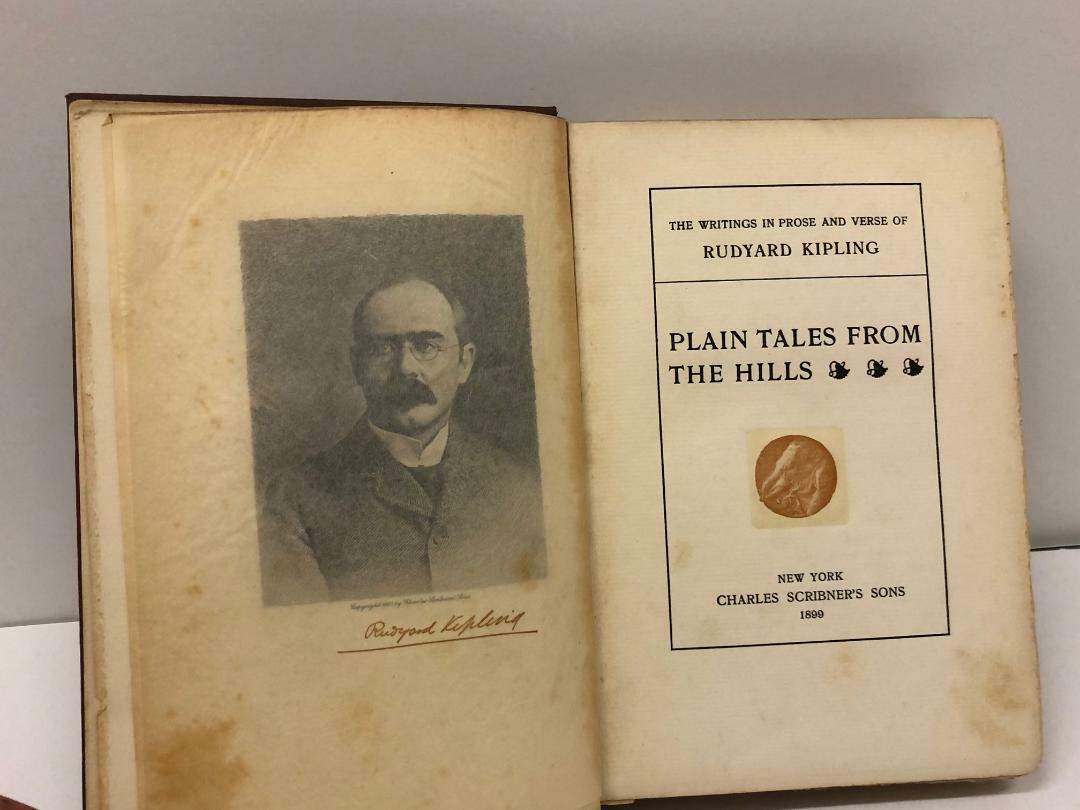 Rudyard Kipling
THE WRITINGS IN PROSE AND VERSE OF
RUDYARD KIPLING
PLAIN TALES FROM
THE HILLS
NEW YORK
CHARLES SCRIBNER'S SONS
1899